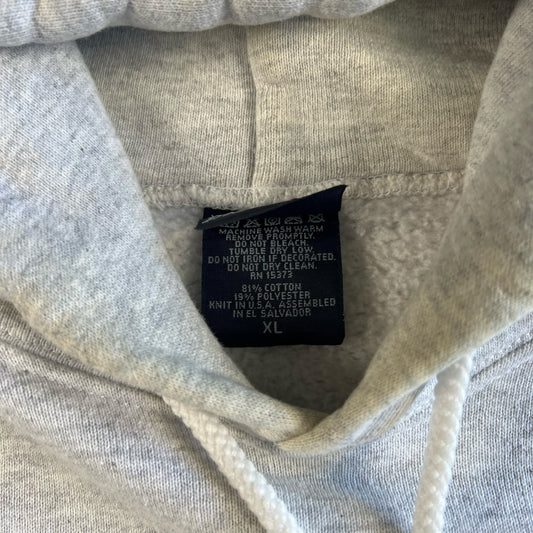 MACHINE WASH WARM
REMOVE PROMPTLY.
DO NOT BLEACH.
TUMBLE DRY LOW.
DO NOT IRON IF DECORATED.
DO NOT DRY CLEAN.
RN 15373
81% COTTON
19% POLYESTER
KNIT IN U.S.A. ASSEMBLED
IN EL SALVADOR
XL